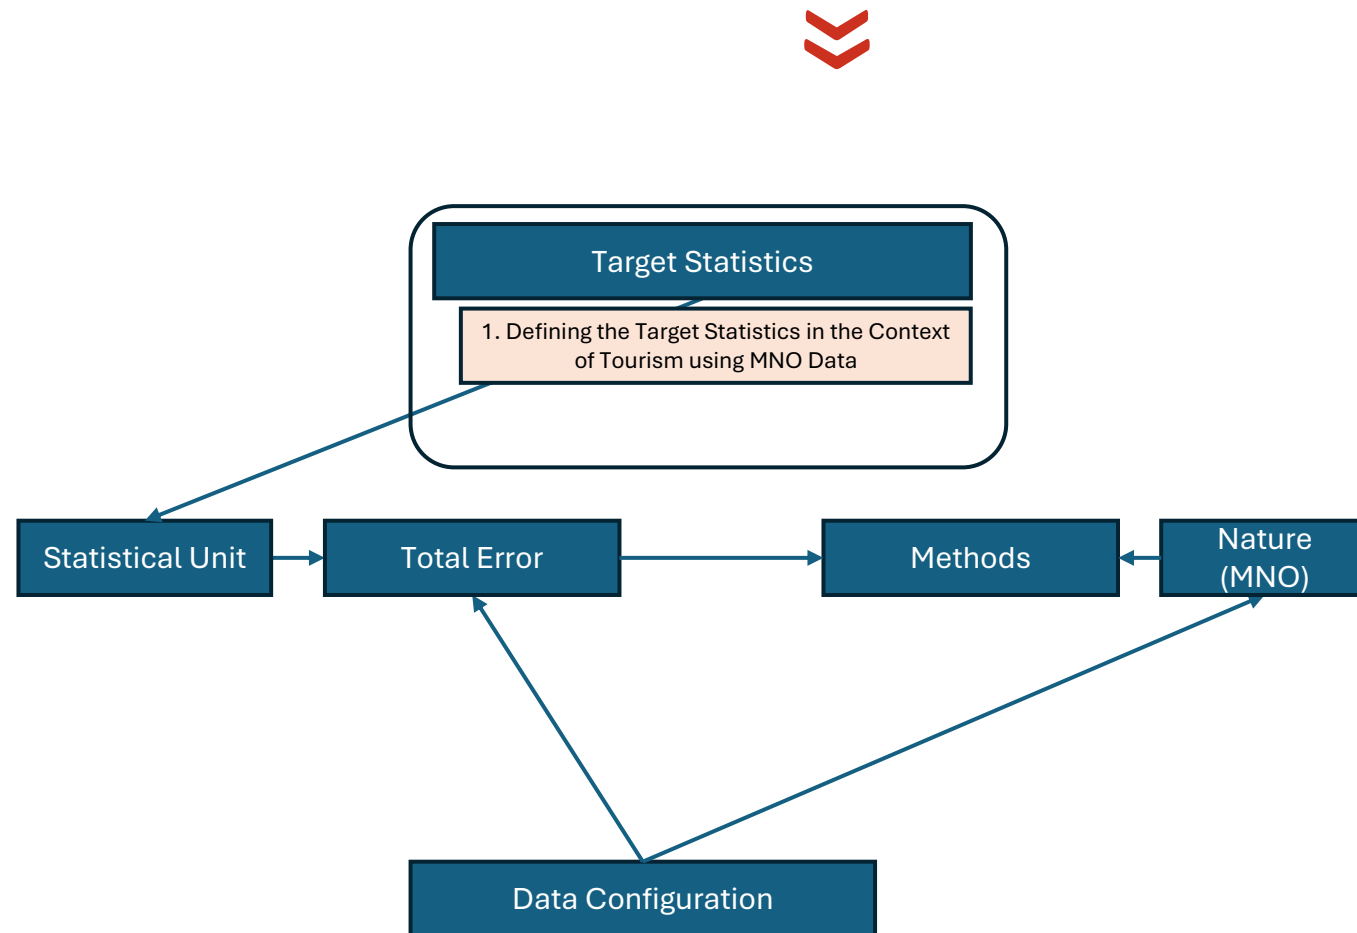 Target Statistics
1. Defining the Target Statistics in the Context
of Tourism using MNO Data
Statistical Unit
Total Error
Methods
Nature
(MNO)
Data Configuration